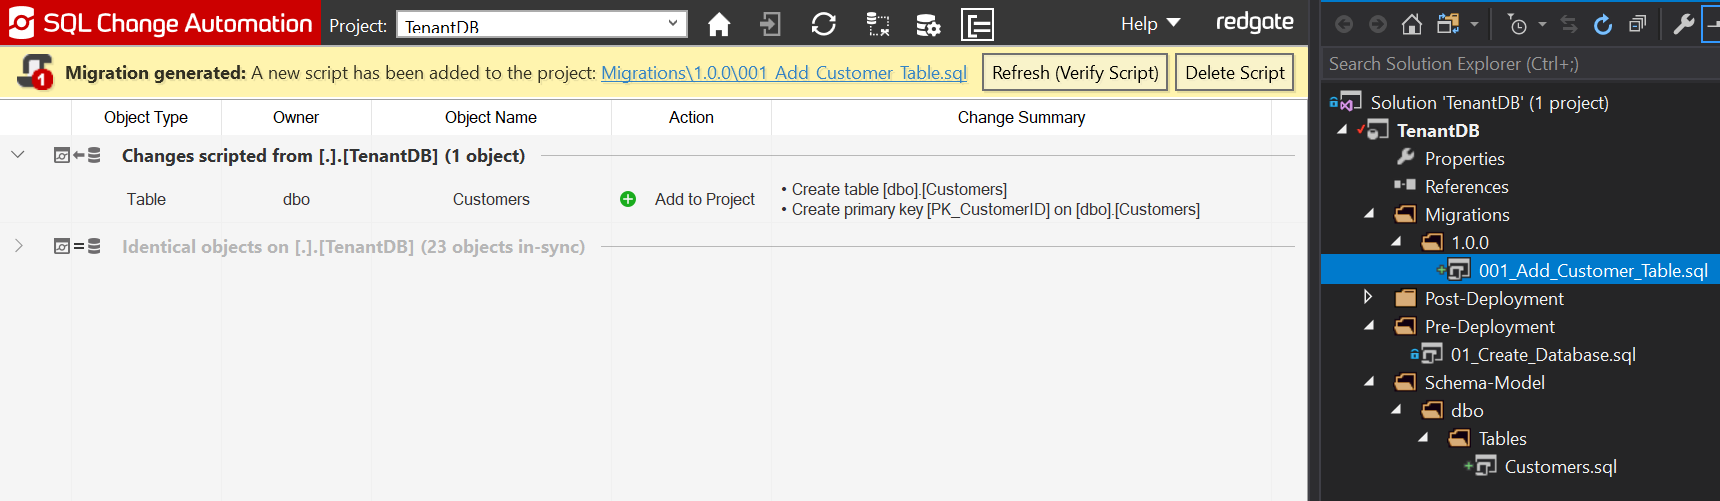 SQL Change Automation Project: TenantDB Help redgate
1
Migration generated: A new script has been added to the project: Migrations\1.0.0\001_Add_Customer_Table.sql Refresh (Verify Script) Delete Script
Object Type Owner Object Name Action Change Summary
Changes scripted from [.].[TenantDB] (1 object)
Table dbo Customers Add to Project • Create table [dbo].[Customers]
• Create primary key [PK_CustomerID] on [dbo].[Customers]
Identical objects on [.].[TenantDB] (23 objects in-sync)
Search Solution Explorer (Ctrl+;)
Solution 'TenantDB' (1 project)
TenantDB
Properties
References
Migrations
1.0.0
001_Add_Customer_Table.sql
Post-Deployment
Pre-Deployment
01_Create_Database.sql
Schema-Model
dbo
Tables
Customers.sql